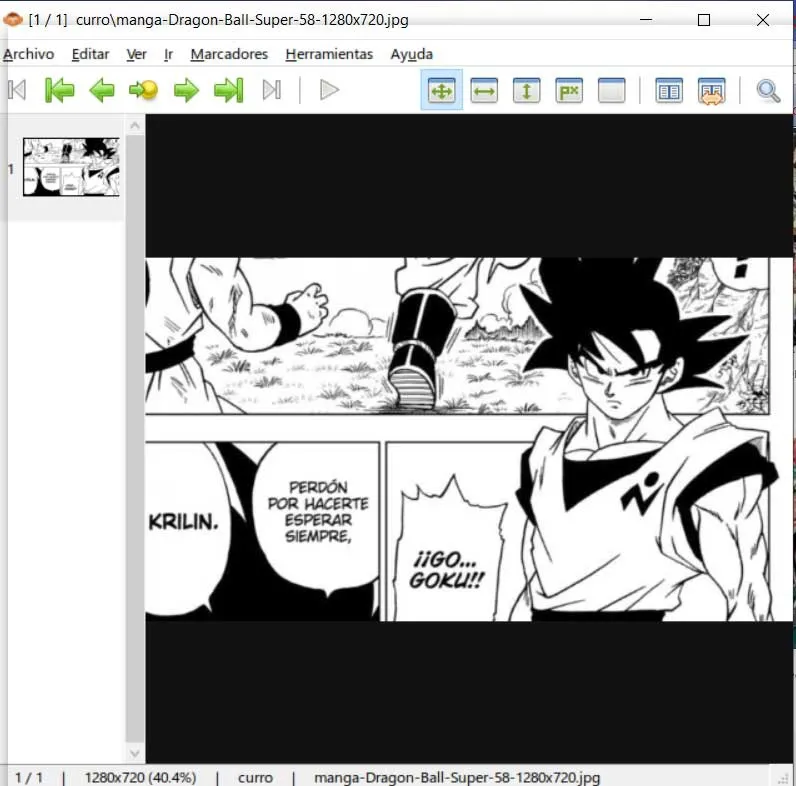 [1 / 1] curro\manga-Dragon-Ball-Super-58-1280x720.jpg
Archivo Editar Ver Ir Marcadores Herramientas Ayuda
PX
1
!
¡¡GO...
GOKU!!
PERDÓN
POR HACERTE
ESPERAR
SIEMPRE,
KRILIN.
1 / 1 | 1280x720 (40.4%) | curro | manga-Dragon-Ball-Super-58-1280x720.jpg